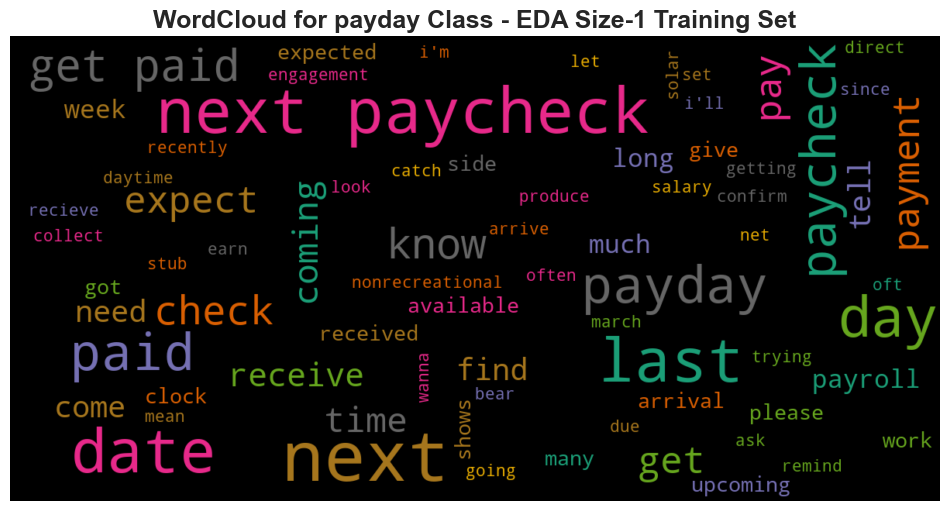 WordCloud for payday Class - EDA Size-1 Training Set
get paid
expected
i'm
engagement
let
solar
set
direct
since
i'll
pay
paycheck
payment
week
next paycheck
recently
long
give
tell
catch
side
getting
daytime
look
salary
confirm
expect
produce
recieve
coming
collect
know
arrive
much
net
earn
stub
nonrecreational
often
payday
oft
got
need
check
available
march
day
received
paid
last
trying
receive
wanna
find
payroll
bear
come
clock
mean
time
shows
arrival
please
due
ask
work
date
next
going
many
get
remind
upcoming